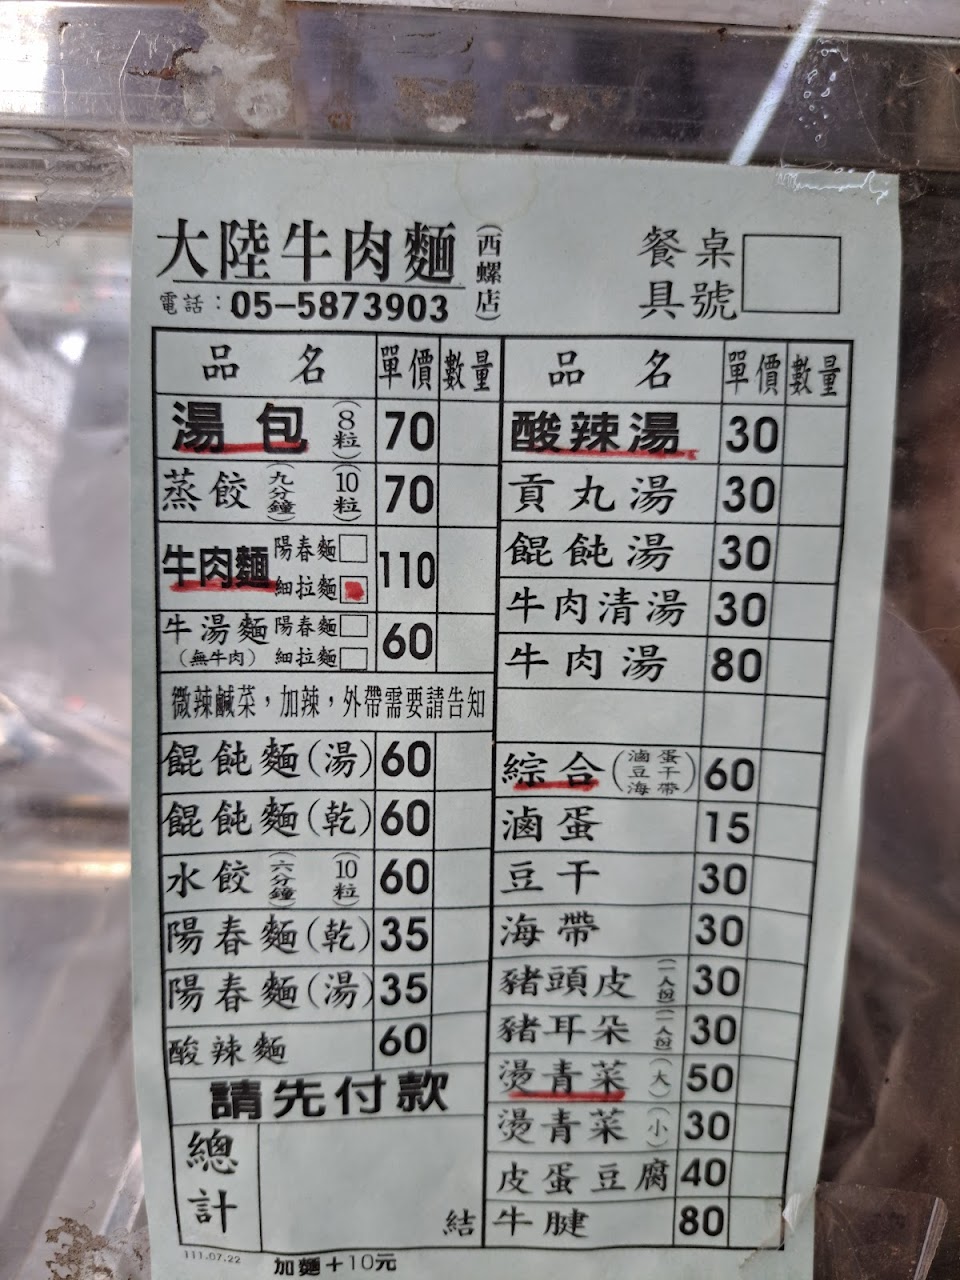 大陸牛肉麵 (西螺店)
電話：05-5873903
餐桌
具號
品名 單價 數量
湯包 (8粒) 70
蒸餃 (九分鐘) (10粒) 70
牛肉麵 陽春麵 細拉麵 110
牛湯麵 (無牛肉) 陽春麵 細拉麵 60
微辣鹹菜，加辣，外帶需要請告知
餛飩麵(湯) 60
餛飩麵(乾) 60
水餃 (六分鐘) (10粒) 60
陽春麵(乾) 35
陽春麵(湯) 35
酸辣麵 60
請先付款
總計
結
111.07.22
加麵+10元
品名 單價 數量
酸辣湯 30
貢丸湯 30
餛飩湯 30
牛肉清湯 30
牛肉湯 80
綜合 (滷蛋 豆干 海帶) 60
滷蛋 15
豆干 30
海帶 30
豬頭皮 (一人份) 30
豬耳朵 (一人份) 30
燙青菜 (大) 50
燙青菜 (小) 30
皮蛋豆腐 40
牛腱 80